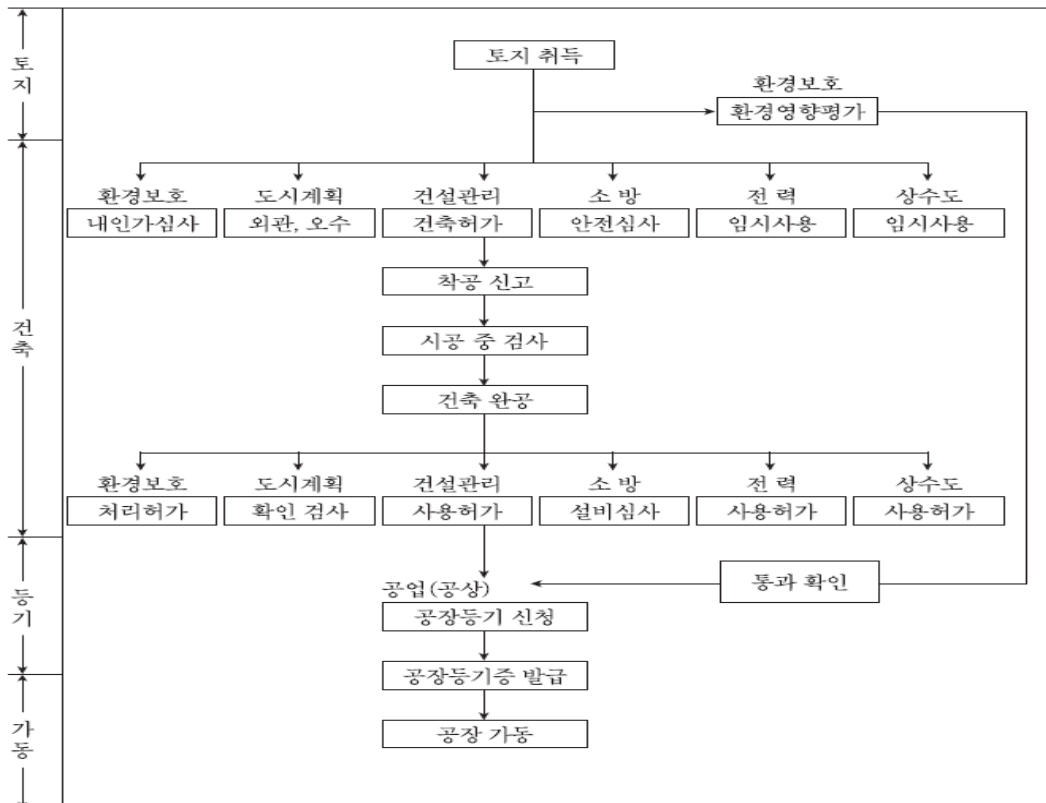 토지
토지 취득
환경보호
환경영향평가
건축
환경보호 도시계획 건설관리 소 방 전 력 상수도
내인가심사 외관, 오수 건축허가 안전심사 임시사용 임시사용
착공 신고
시공 중 검사
건축 완공
환경보호 도시계획 건설관리 소 방 전 력 상수도
처리허가 확인 검사 사용허가 설비심사 사용허가 사용허가
등기
통과 확인
공업(공상)
공장등기 신청
공장등기증 발급
가동
공장 가동